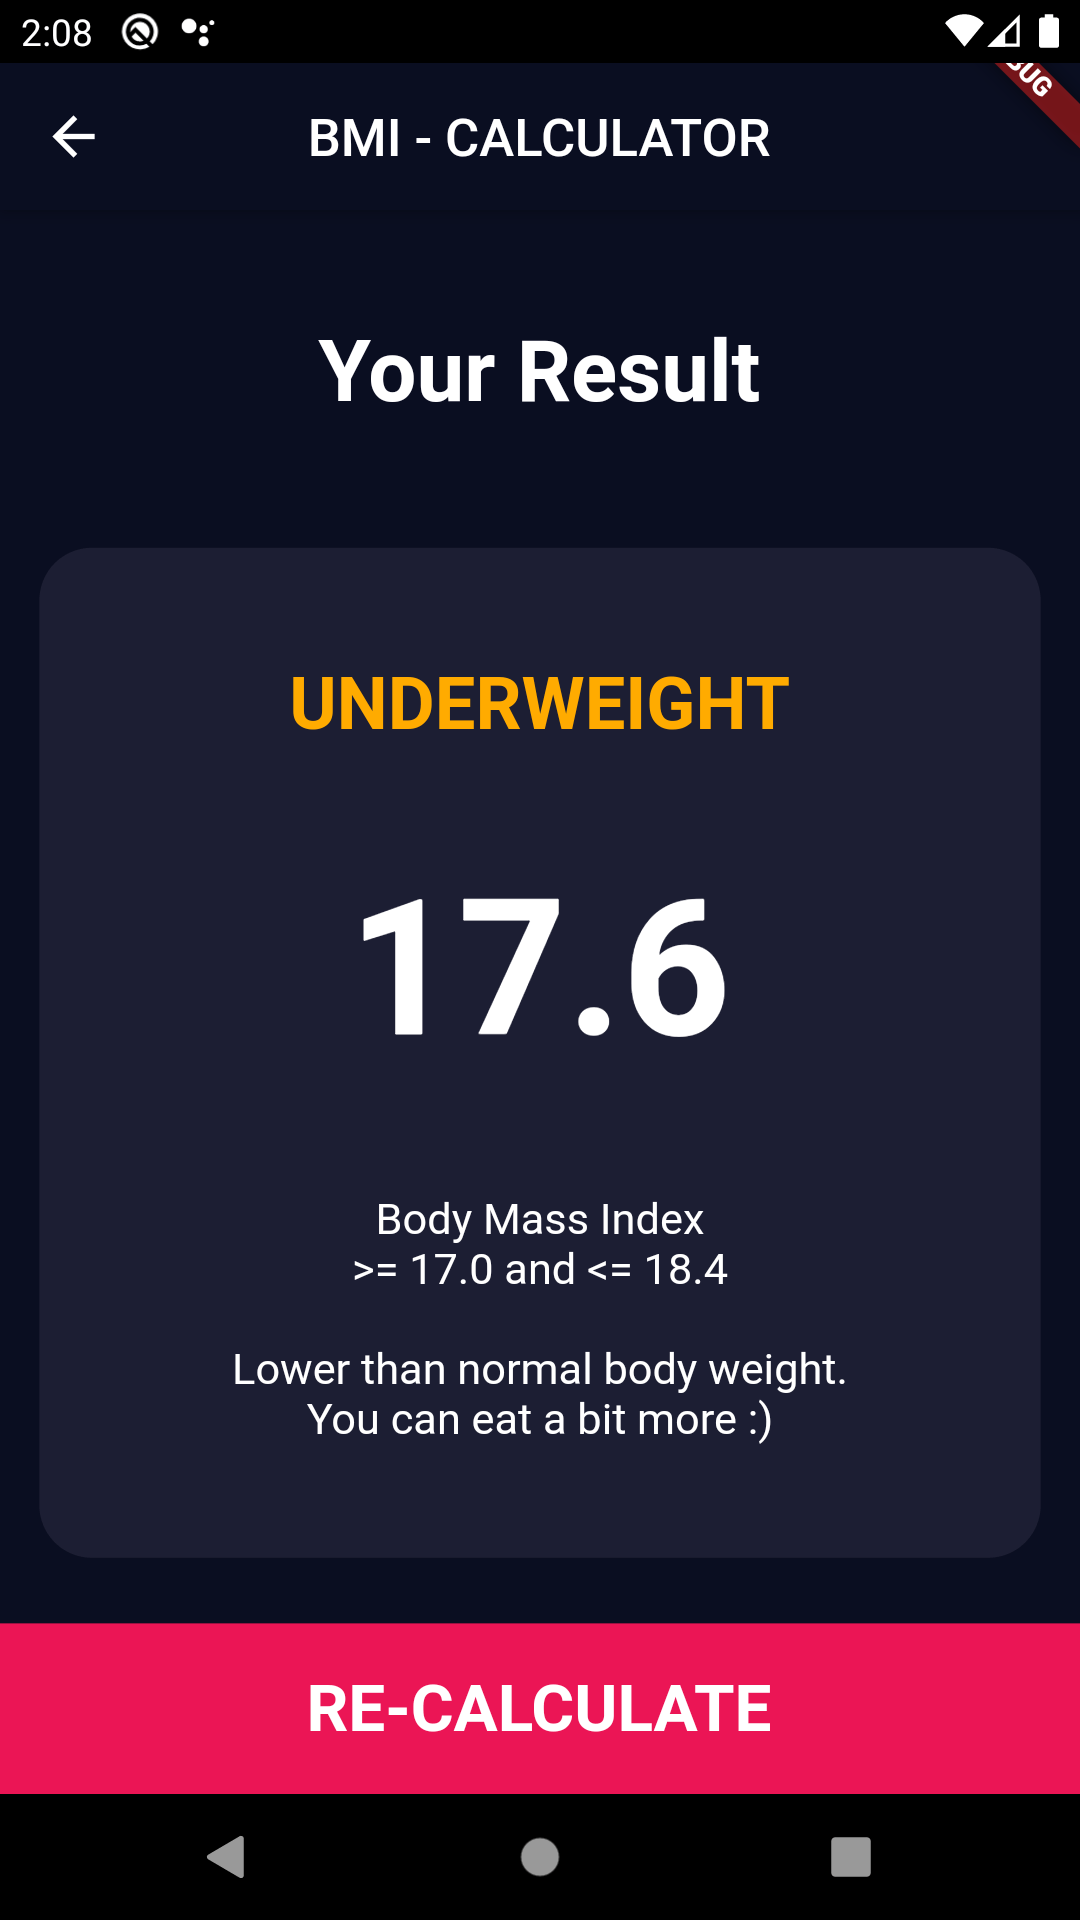 2:08
BUG
BMI - CALCULATOR
Your Result
UNDERWEIGHT
17.6
Body Mass Index
>= 17.0 and <= 18.4
Lower than normal body weight.
You can eat a bit more :)
RE-CALCULATE